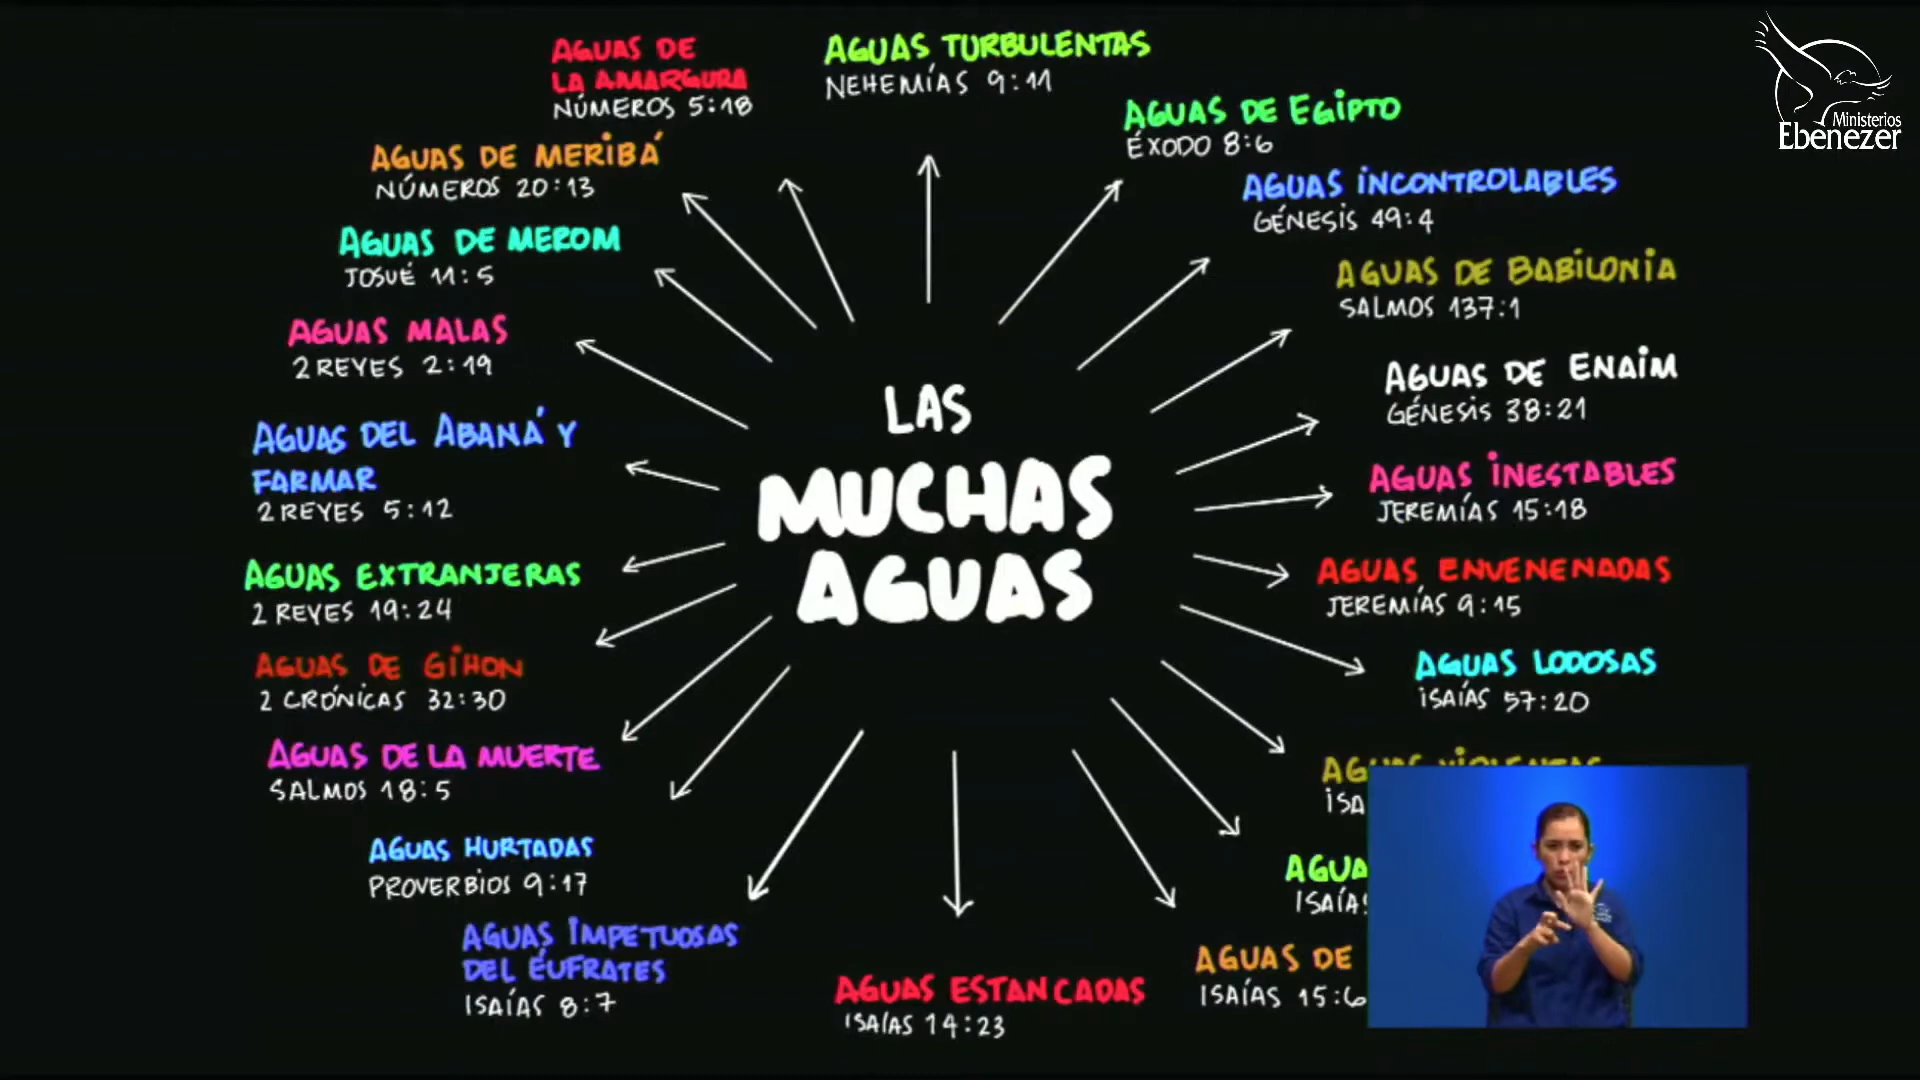 AGUAS DE
LA AMARGURA
NÚMEROS 5:18
AGUAS TURBULENTAS
NEHEMÍAS 9:11
AGUAS DE EGIPTO
ÉXODO 8:6
AGUAS INCONTROLABLES
GÉNESIS 49:4
AGUAS DE BABILONIA
SALMOS 137:1
AGUAS DE ENAIM
GÉNESIS 38:21
AGUAS INESTABLES
JEREMÍAS 15:18
AGUAS ENVENENADAS
JEREMÍAS 9:15
AGUAS LODOSAS
ISAÍAS 57:20
AGUAS VIOLENTAS
ISA
AGUA
ISAÍAS
AGUAS DE
ISAÍAS 15:6
AGUAS ESTANCADAS
ISAÍAS 14:23
AGUAS IMPETUOSAS
DEL ÉUFRATES
ISAÍAS 8:7
AGUAS HURTADAS
PROVERBIOS 9:17
AGUAS DE LA MUERTE
SALMOS 18:5
AGUAS DE GIHON
2 CRÓNICAS 32:30
AGUAS EXTRANJERAS
2 REYES 19:24
AGUAS DEL ABANÁ Y
FARMAR
2 REYES 5:12
AGUAS MALAS
2 REYES 2:19
AGUAS DE MEROM
JOSUÉ 11:5
AGUAS DE MERIBÁ
NÚMEROS 20:13
LAS
MUCHAS
AGUAS
Ministerios
Ebenezer